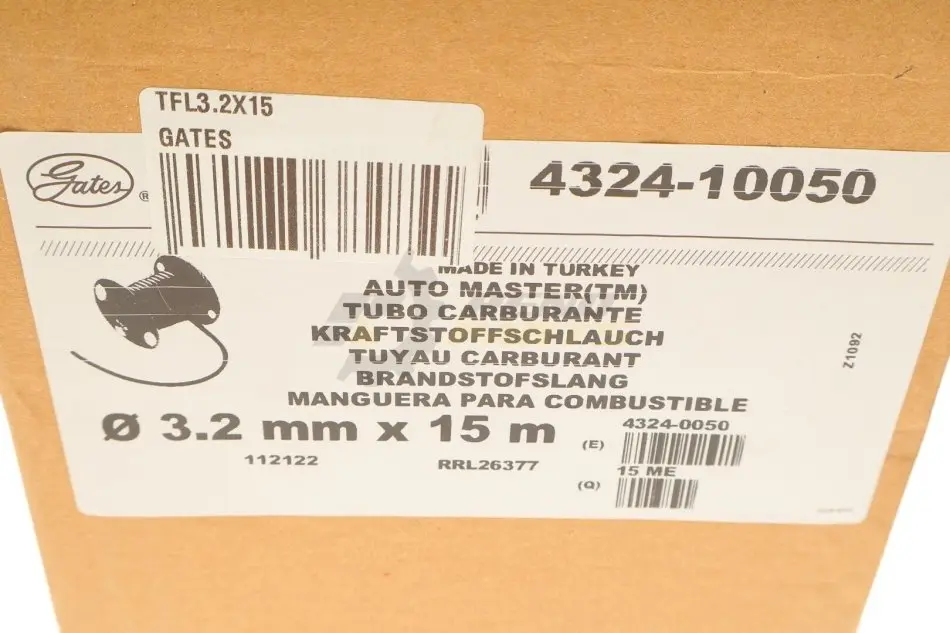 TFL3.2X15
GATES
Gates ®
4324-10050
MADE IN TURKEY
AUTO MASTER(TM)
TUBO CARBURANTE
KRAFTSTOFFSCHLAUCH
TUYAU CARBURANT
BRANDSTOFSLANG
MANGUERA PARA COMBUSTIBLE
Z1092
Ø 3.2 mm x 15 m
(E) 4324-0050
112122
RRL26377
(Q) 15 ME